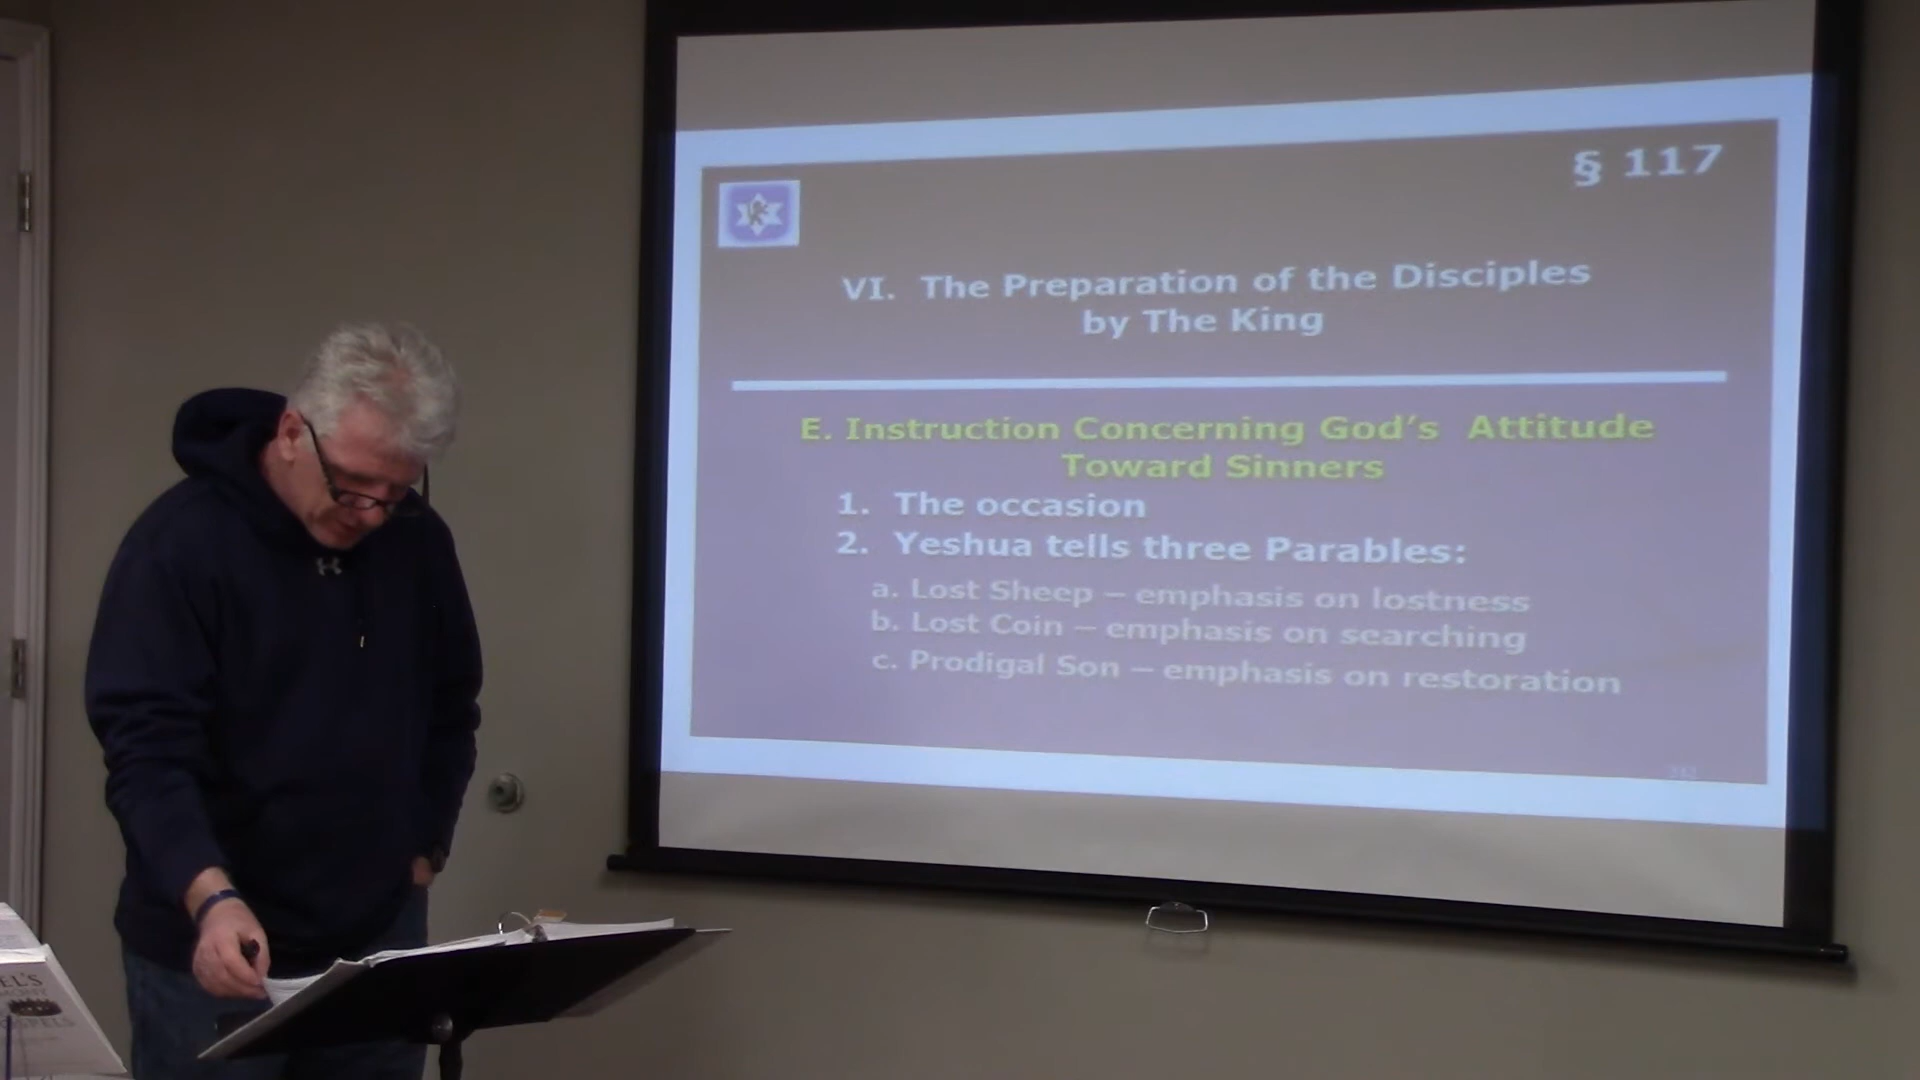 § 117
VI. The Preparation of the Disciples
by The King
E. Instruction Concerning God's Attitude
Toward Sinners
1. The occasion
2. Yeshua tells three Parables:
a. Lost Sheep – emphasis on lostness
b. Lost Coin – emphasis on searching
c. Prodigal Son – emphasis on restoration